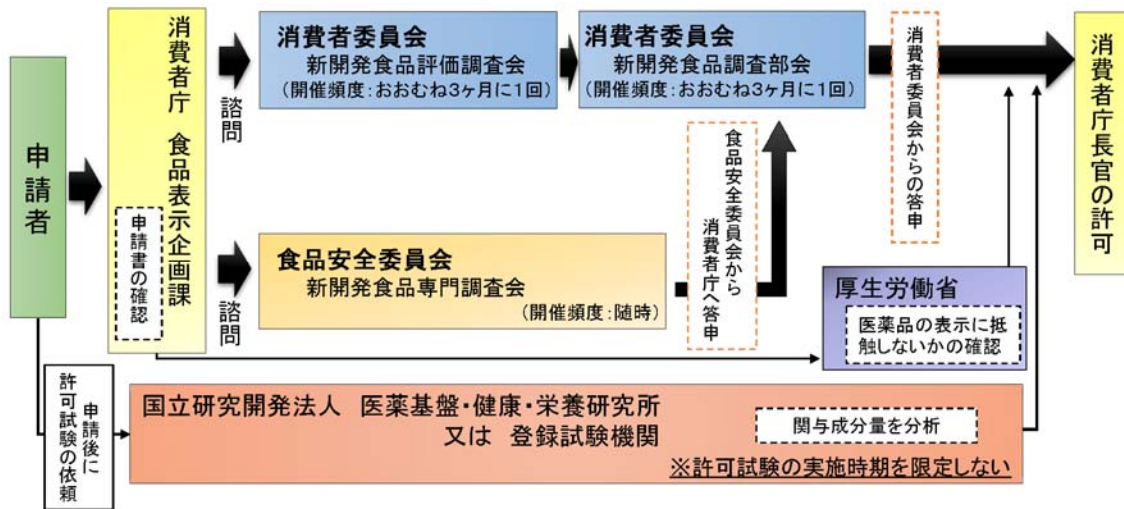 申請者
消費者庁　食品表示企画課
申請書の確認
諮問
消費者委員会
新開発食品評価調査会
(開催頻度:おおむね3ヶ月に1回)
消費者委員会
新開発食品調査部会
(開催頻度:おおむね3ヶ月に1回)
消費者委員会からの答申
消費者庁長官の許可
諮問
食品安全委員会
新開発食品専門調査会
(開催頻度:随時)
食品安全委員会から
消費者庁へ答申
厚生労働省
医薬品の表示に抵
触しないかの確認
申請後に
許可試験の依頼
国立研究開発法人　医薬基盤・健康・栄養研究所
又は　登録試験機関
関与成分量を分析
※許可試験の実施時期を限定しない